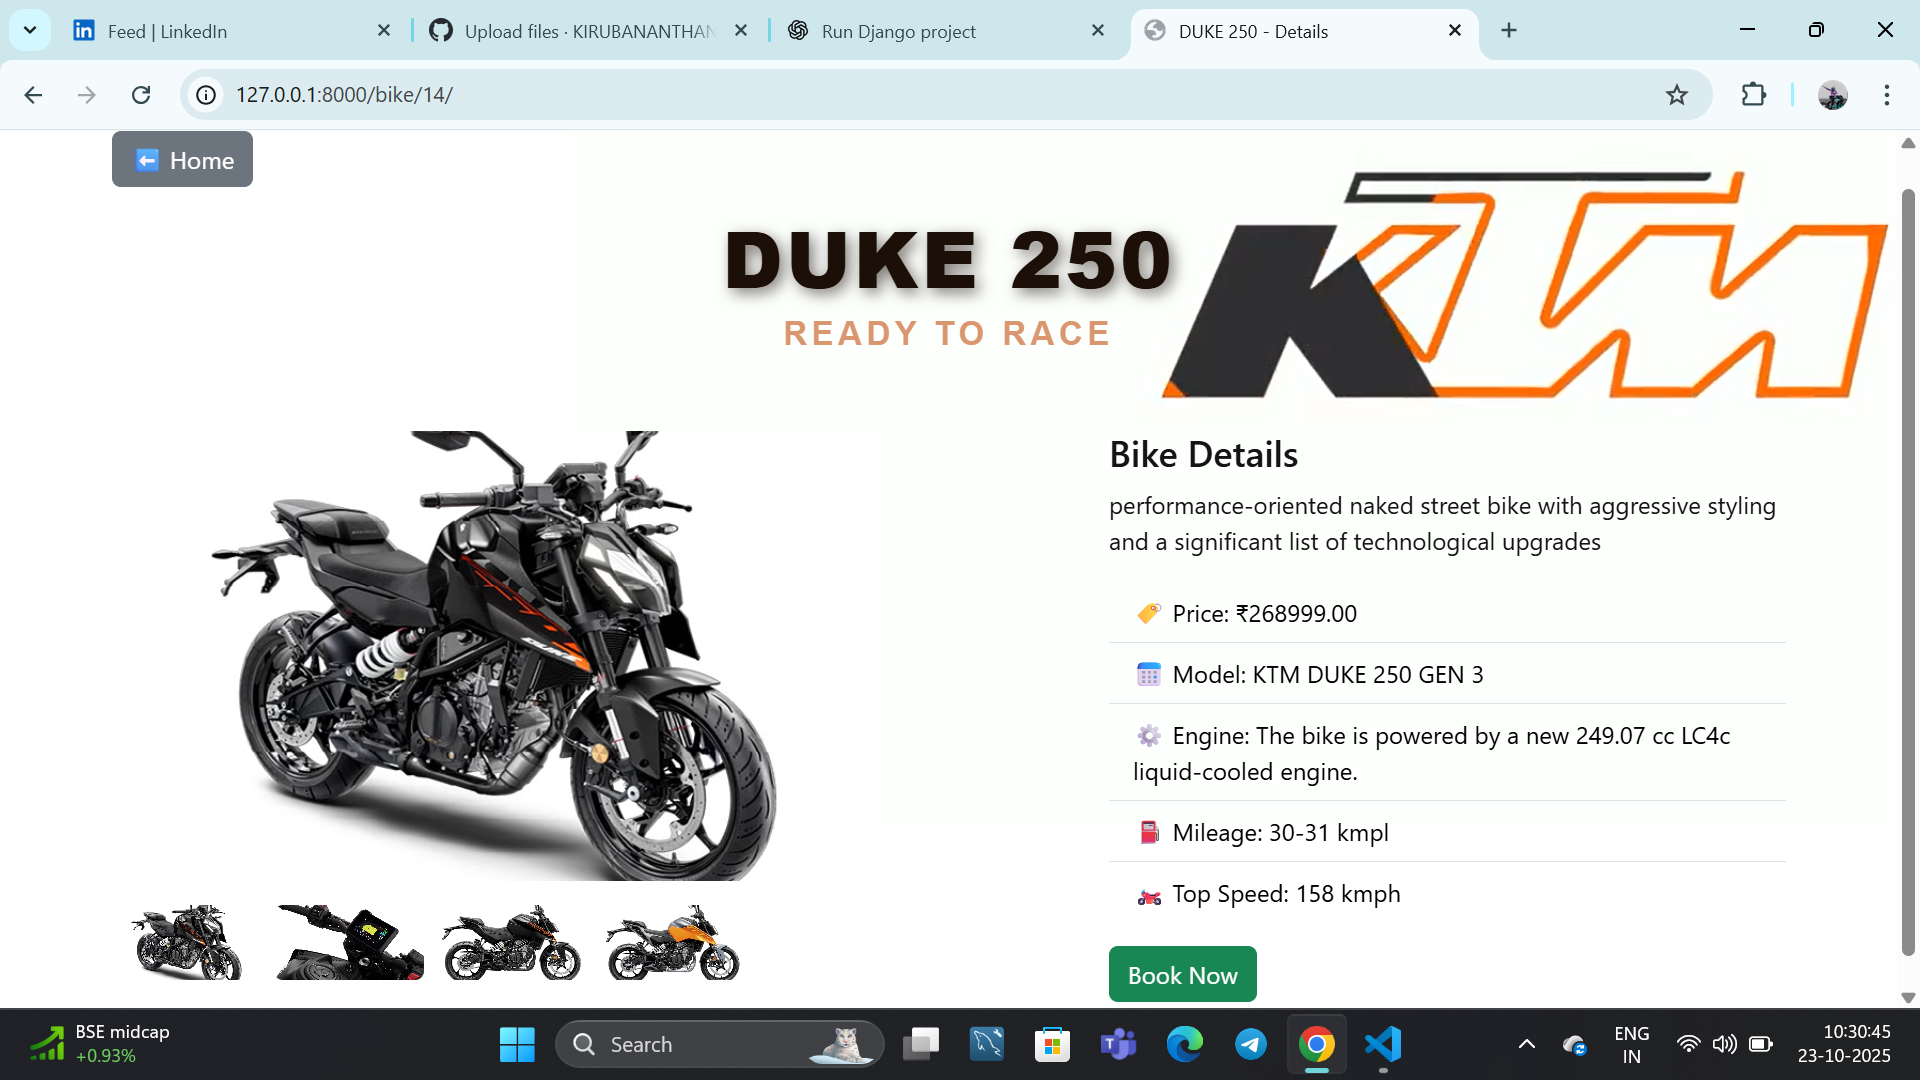 Feed | LinkedIn
Upload files · KIRUBANANTHAN
Run Django project
DUKE 250 - Details
127.0.0.1:8000/bike/14/
Home
DUKE 250
READY TO RACE
KTM
Bike Details
performance-oriented naked street bike with aggressive styling
and a significant list of technological upgrades
Price: ₹268999.00
Model: KTM DUKE 250 GEN 3
Engine: The bike is powered by a new 249.07 cc LC4c
liquid-cooled engine.
Mileage: 30-31 kmpl
Top Speed: 158 kmph
DUKE
Book Now
BSE midcap
+0.93%
Search
ENG
IN
10:30:45
23-10-2025